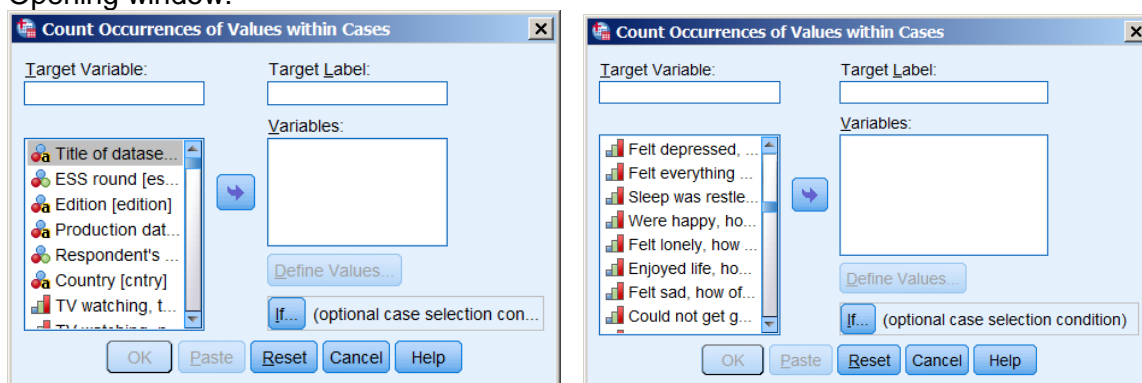 Opening window:
Count Occurrences of Values within Cases
Target Variable:
Target Label:
Variables:
Title of datase...
ESS round [es...
Edition [edition]
Production dat...
Respondent's ...
Country [cntry]
TV watching, t...
Define Values...
If... (optional case selection con...
OK Paste Reset Cancel Help
Count Occurrences of Values within Cases
Target Variable:
Target Label:
Variables:
Felt depressed, ...
Felt everything ...
Sleep was restle...
Were happy, ho...
Felt lonely, how ...
Enjoyed life, ho...
Felt sad, how of...
Could not get g...
Define Values...
If... (optional case selection condition)
OK Paste Reset Cancel Help